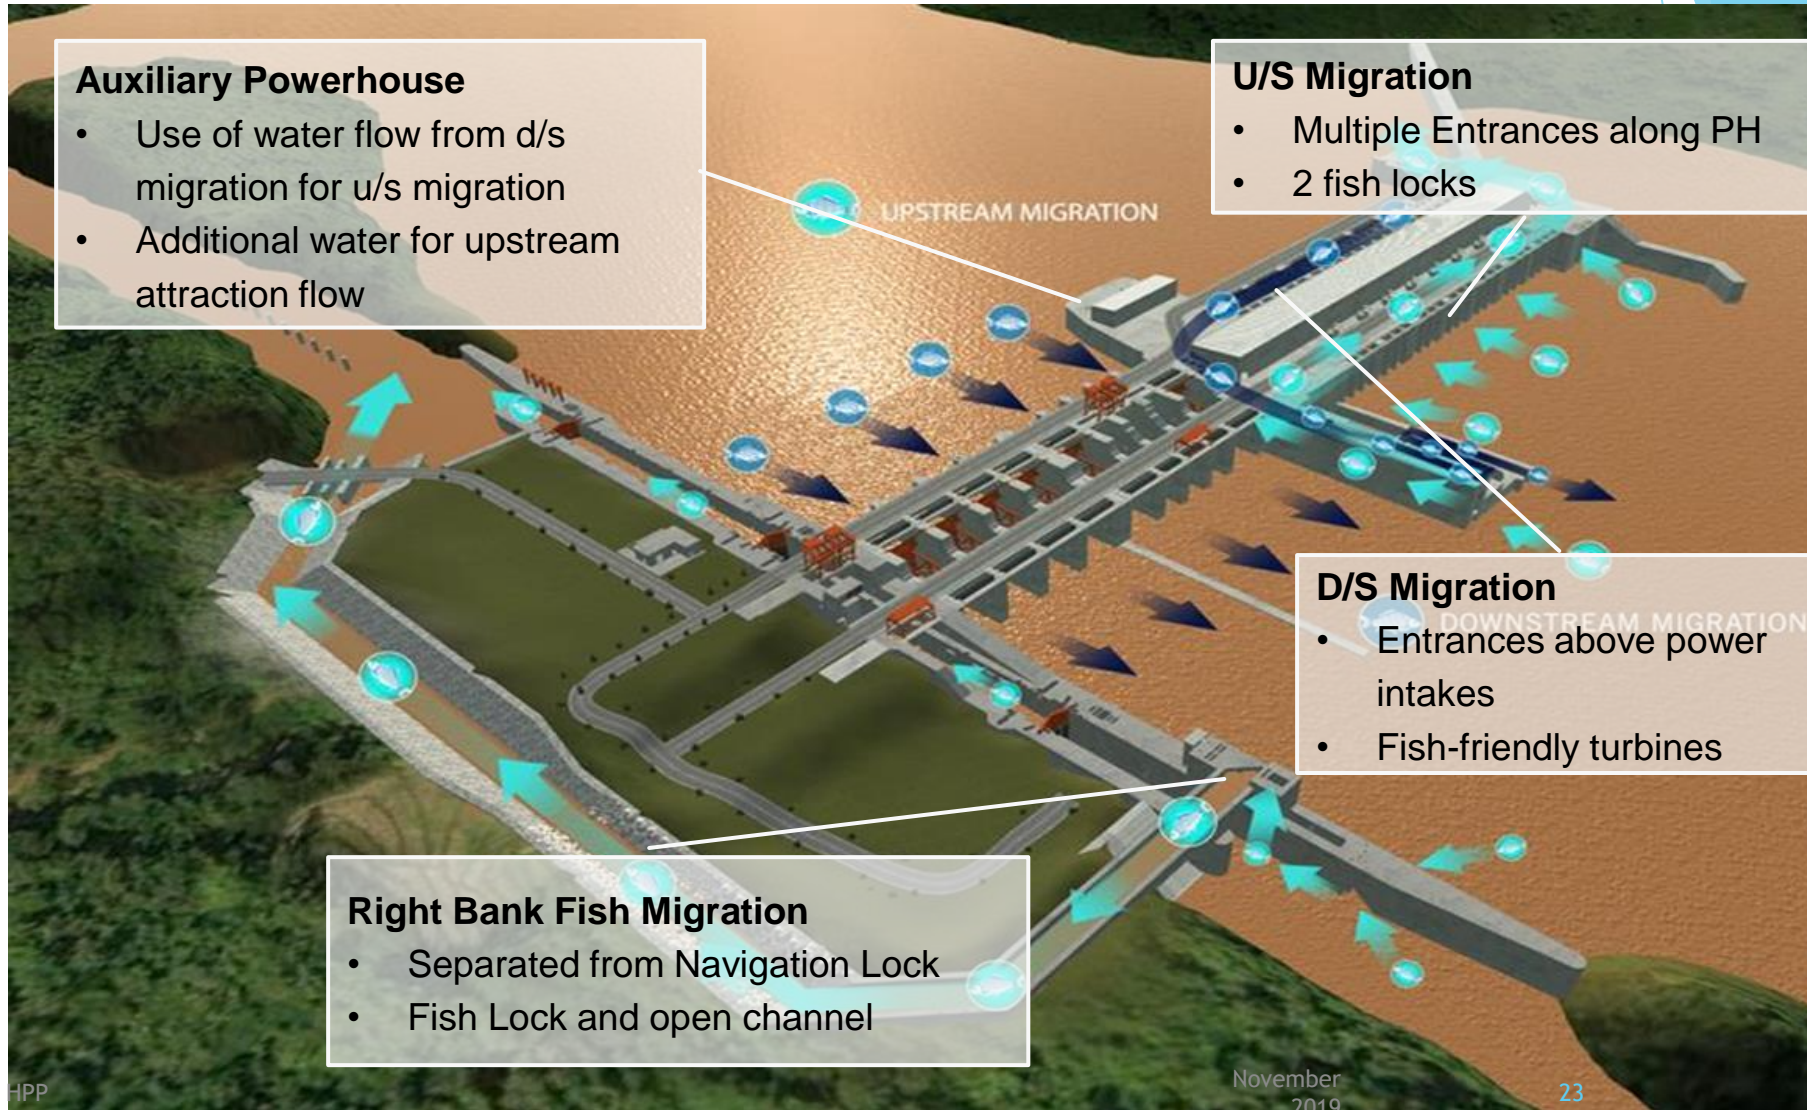 Auxiliary Powerhouse
• Use of water flow from d/s
migration for u/s migration
• Additional water for upstream
attraction flow
U/S Migration
• Multiple Entrances along PH
• 2 fish locks
UPSTREAM MIGRATION
D/S Migration
DOWNSTREAM MIGRATION
• Entrances above power
intakes
• Fish-friendly turbines
Right Bank Fish Migration
• Separated from Navigation Lock
• Fish Lock and open channel
HPP
November
2019
23